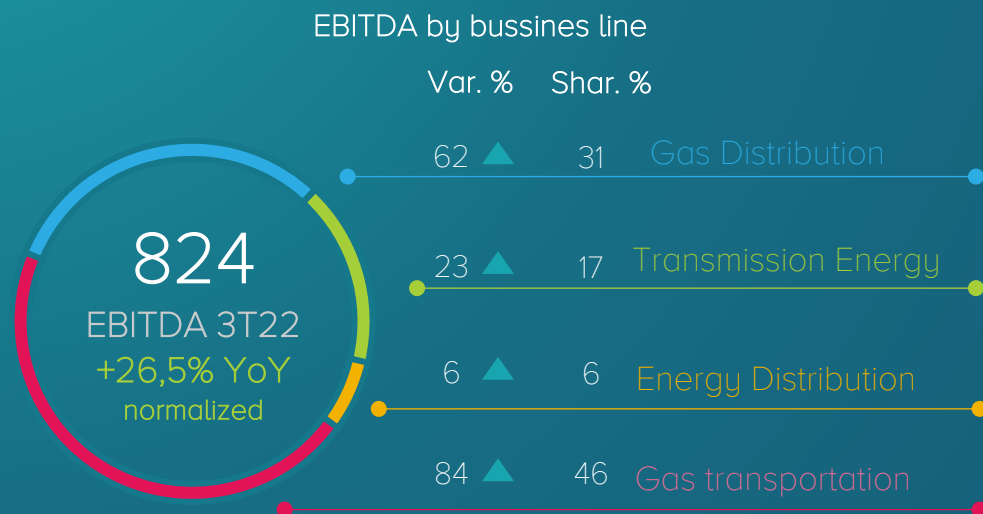 EBITDA by bussines line
Var. % Shar. %
62 31 Gas Distribution
824
EBITDA 3T22
+26,5% YoY
normalized
23 17 Transmission Energy
6 6 Energy Distribution
84 46 Gas transportation